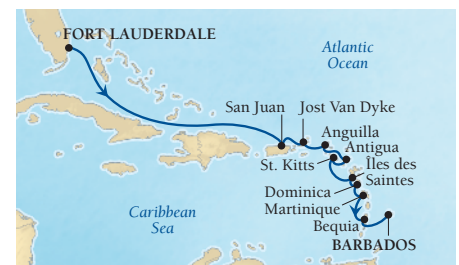 FORT LAUDERDALE
Atlantic
Ocean
San Juan
Jost Van Dyke
Anguilla
Antigua
St. Kitts
Îles des
Saintes
Dominica
Martinique
Caribbean
Sea
Bequia
BARBADOS